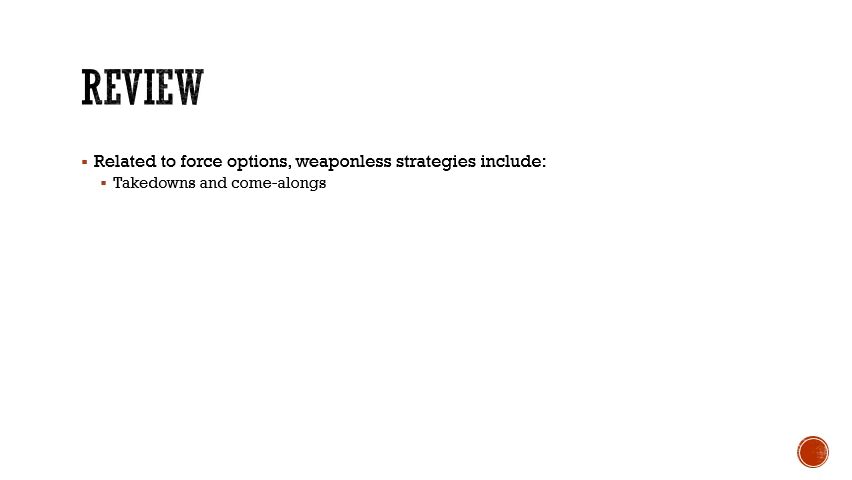 REVIEW
Related to force options, weaponless strategies include:
Takedowns and come-alongs